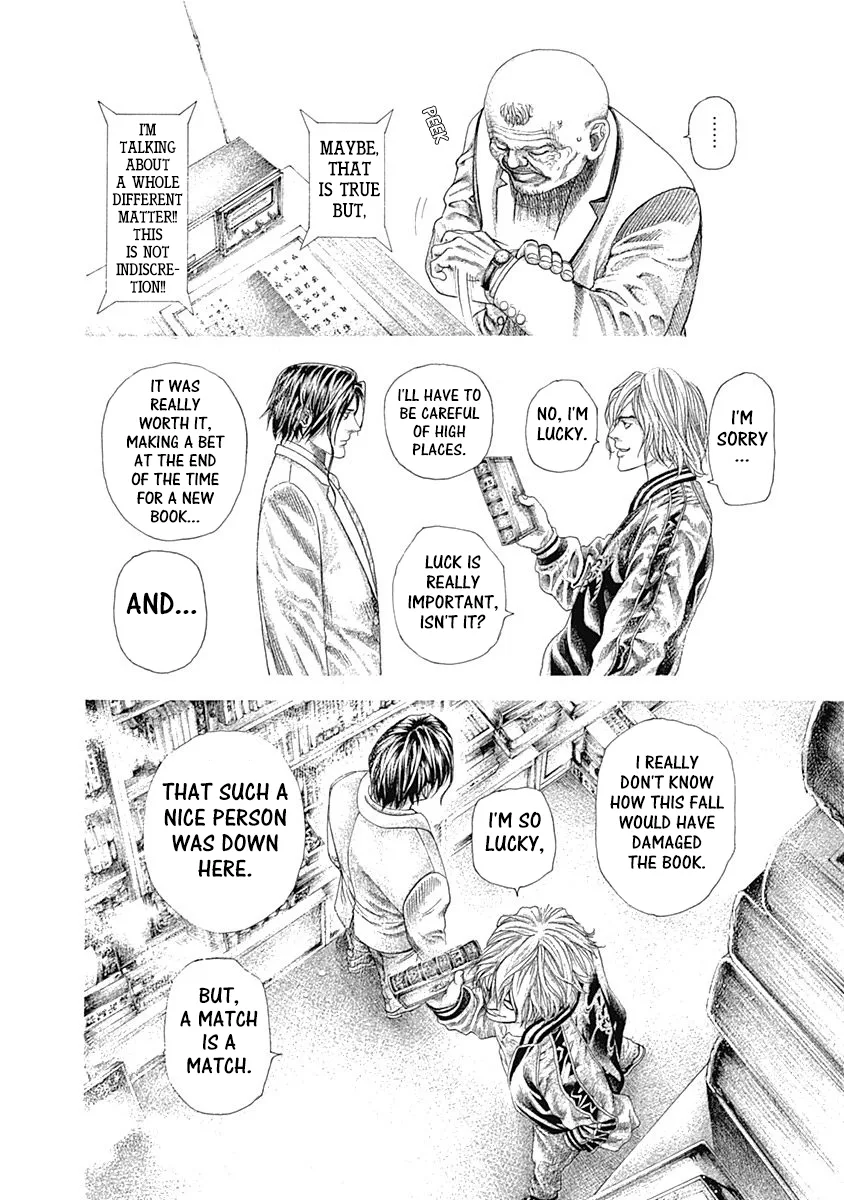 ......
PEEK
MAYBE,
THAT
IS TRUE
BUT,
I'M
TALKING
ABOUT
A WHOLE
DIFFERENT
MATTER!!
THIS
IS NOT
INDISCRE-
TION!!
I'M
SORRY
...
NO, I'M
LUCKY.
I'LL HAVE TO
BE CAREFUL
OF HIGH
PLACES.
LUCK IS
REALLY
IMPORTANT,
ISN'T IT?
IT WAS
REALLY
WORTH IT,
MAKING A BET
AT THE END
OF THE TIME
FOR A NEW
BOOK...
AND...
I REALLY
DON'T KNOW
HOW THIS FALL
WOULD HAVE
DAMAGED
THE BOOK.
I'M SO
LUCKY,
THAT SUCH A
NICE PERSON
WAS DOWN
HERE.
BUT,
A MATCH
IS A
MATCH.